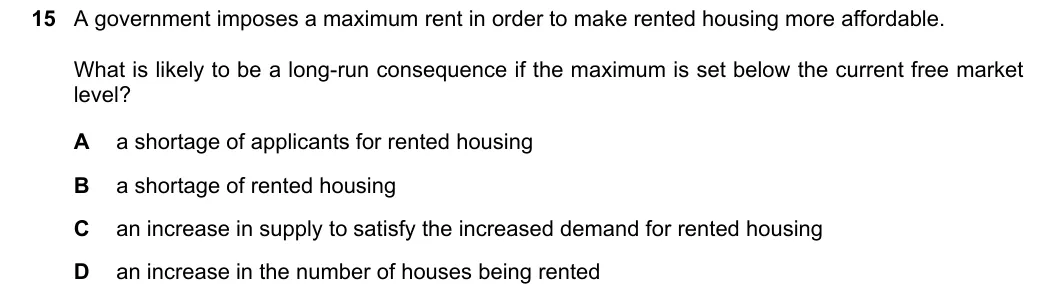 15 A government imposes a maximum rent in order to make rented housing more affordable.
What is likely to be a long-run consequence if the maximum is set below the current free market
level?
A a shortage of applicants for rented housing
B a shortage of rented housing
C an increase in supply to satisfy the increased demand for rented housing
D an increase in the number of houses being rented